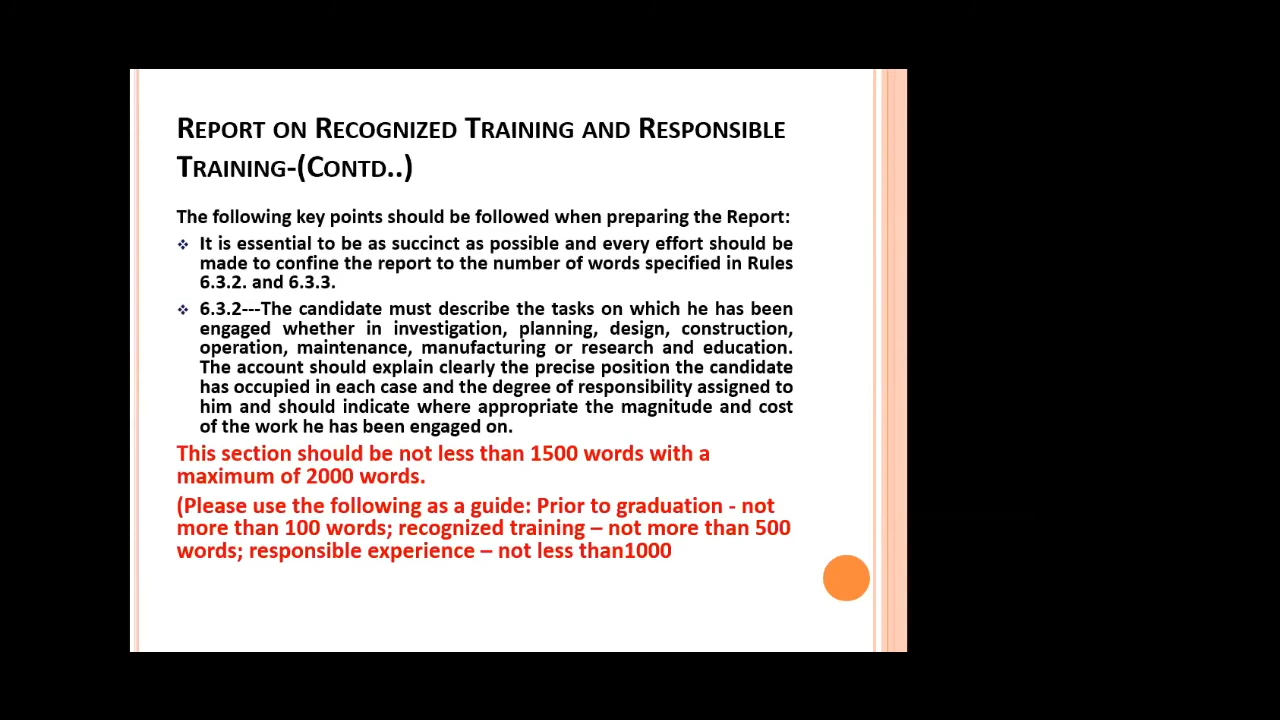 REPORT ON RECOGNIZED TRAINING AND RESPONSIBLE
TRAINING-(CONTD..)
The following key points should be followed when preparing the Report:
❖ It is essential to be as succinct as possible and every effort should be
made to confine the report to the number of words specified in Rules
6.3.2. and 6.3.3.
❖ 6.3.2---The candidate must describe the tasks on which he has been
engaged whether in investigation, planning, design, construction,
operation, maintenance, manufacturing or research and education.
The account should explain clearly the precise position the candidate
has occupied in each case and the degree of responsibility assigned to
him and should indicate where appropriate the magnitude and cost
of the work he has been engaged on.
This section should be not less than 1500 words with a
maximum of 2000 words.
(Please use the following as a guide: Prior to graduation - not
more than 100 words; recognized training – not more than 500
words; responsible experience – not less than1000